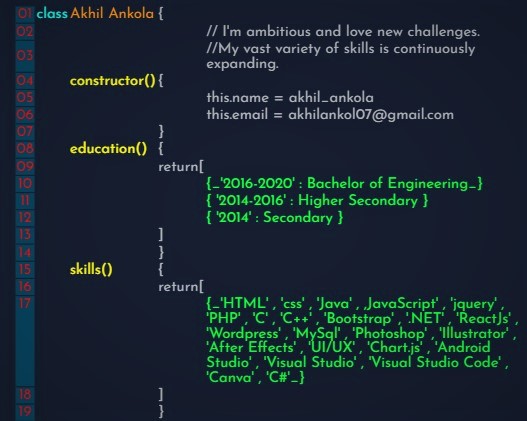 01 class Akhil Ankola {
02 // I'm ambitious and love new challenges.
03 //My vast variety of skills is continuously
expanding.
04 constructor() {
05 this.name = akhil_ankola
06 this.email = akhilankol07@gmail.com
07 }
08 education() {
09 return[
10 {_'2016-2020' : Bachelor of Engineering_}
11 { '2014-2016' : Higher Secondary }
12 { '2014' : Secondary }
13 ]
14 }
15 skills() {
16 return[
17 {_'HTML' , 'css' , 'Java' , JavaScript' , 'jquery' ,
'PHP' , 'C' , 'C++' , 'Bootstrap' , '.NET' , 'ReactJs' ,
'Wordpress' , 'MySql' , 'Photoshop' , 'Illustrator' ,
'After Effects' , 'UI/UX' , 'Chart.js' , 'Android
Studio' , 'Visual Studio' , 'Visual Studio Code' ,
'Canva' , 'C#'_}
18 ]
19 }